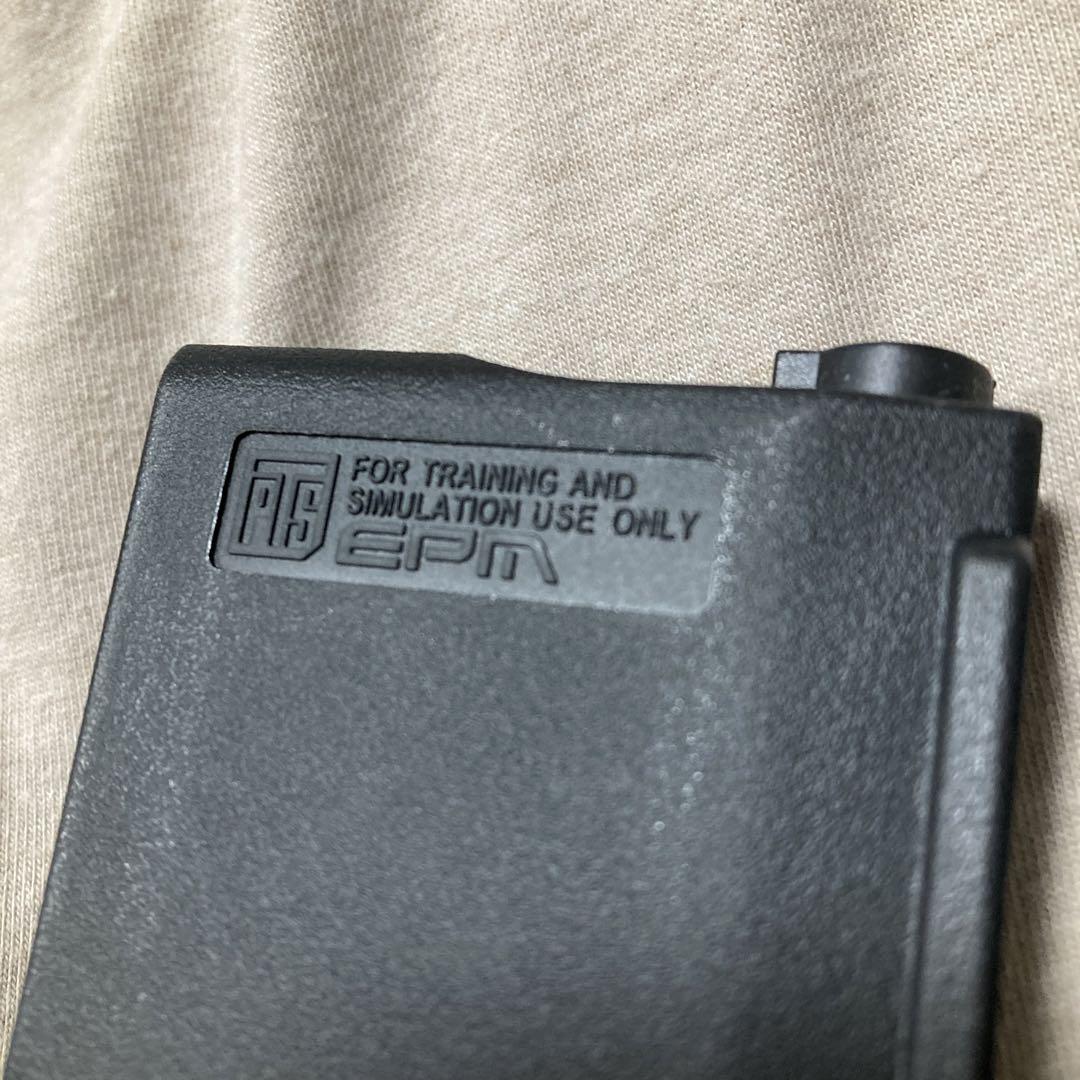 PTS
FOR TRAINING AND
SIMULATION USE ONLY
EPM